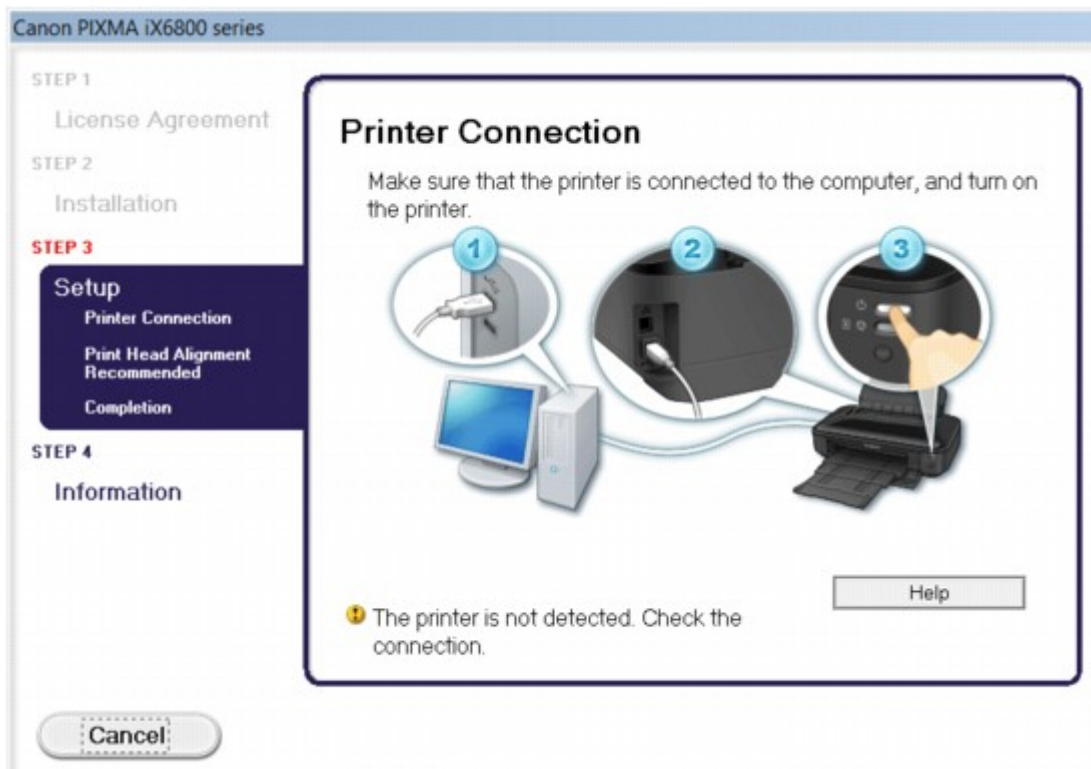 Canon PIXMA iX6800 series
STEP 1
License Agreement
STEP 2
Installation
STEP 3
Setup
Printer Connection
Print Head Alignment
Recommended
Completion
STEP 4
Information
Printer Connection
Make sure that the printer is connected to the computer, and turn on
the printer.
1
2
3
Help
The printer is not detected. Check the
connection.
Cancel